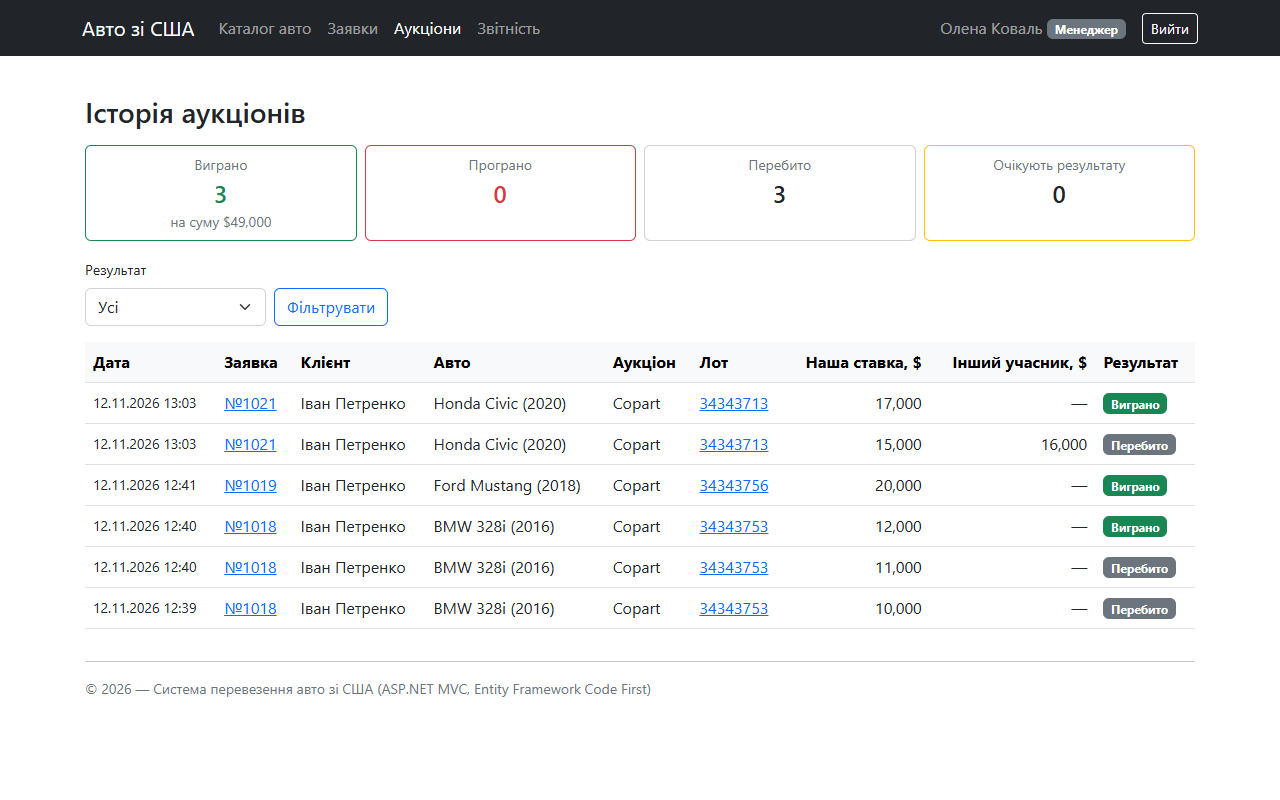 Авто зі США Каталог авто Заявки Аукціони Звітність Олена Коваль Менеджер Вийти
Історія аукціонів
Виграно Програно Перебито Очікують результату
3 0 3 0
на суму $49,000
Результат
Усі Фільтрувати
Дата Заявка Клієнт Авто Аукціон Лот Наша ставка, $ Інший учасник, $ Результат
12.11.2026 13:03 №1021 Іван Петренко Honda Civic (2020) Copart 34343713 17,000 — Виграно
12.11.2026 13:03 №1021 Іван Петренко Honda Civic (2020) Copart 34343713 15,000 16,000 Перебито
12.11.2026 12:41 №1019 Іван Петренко Ford Mustang (2018) Copart 34343756 20,000 — Виграно
12.11.2026 12:40 №1018 Іван Петренко BMW 328i (2016) Copart 34343753 12,000 — Виграно
12.11.2026 12:40 №1018 Іван Петренко BMW 328i (2016) Copart 34343753 11,000 — Перебито
12.11.2026 12:39 №1018 Іван Петренко BMW 328i (2016) Copart 34343753 10,000 — Перебито
© 2026 — Система перевезення авто зі США (ASP.NET MVC, Entity Framework Code First)